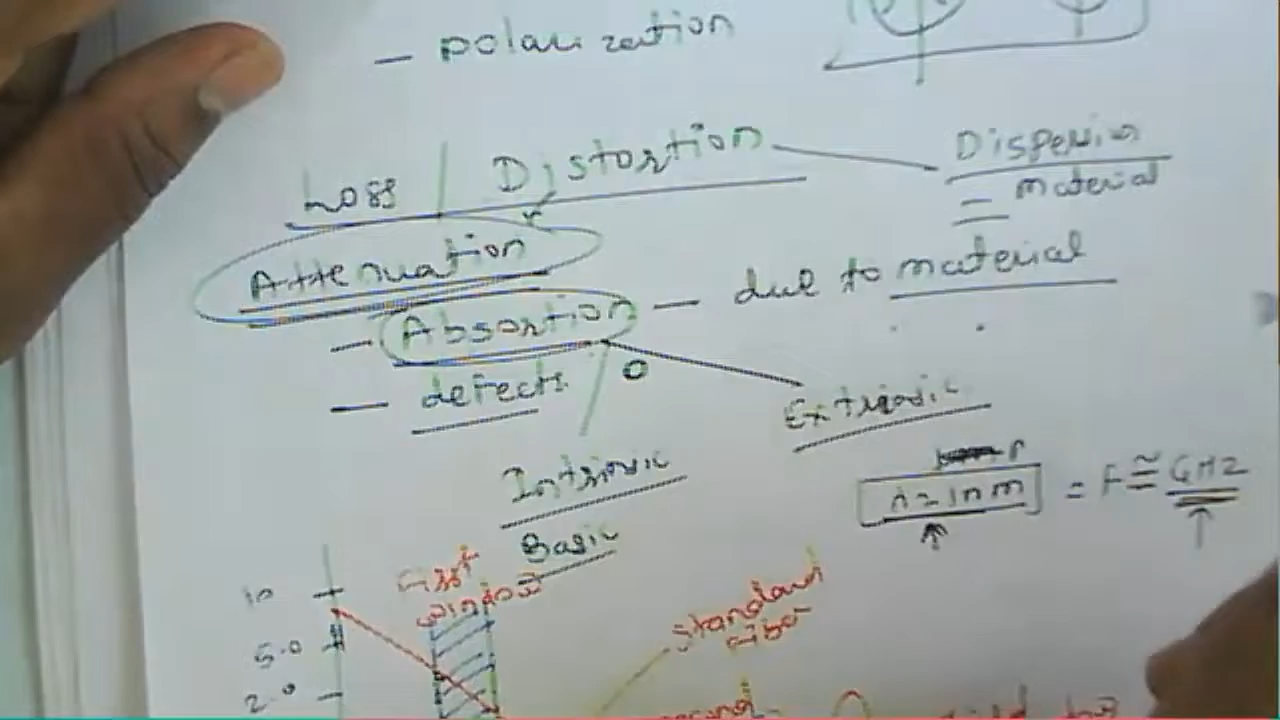 - polarization
Loss Distortion
Dispersion
= material
Attenuation
- Absortion - due to material
- defects
0
Extrinsic
Intrinsic
Basic
λ=1nm = F ≅ GHZ
10
First
window
5.0
2.0
standard
Fiber